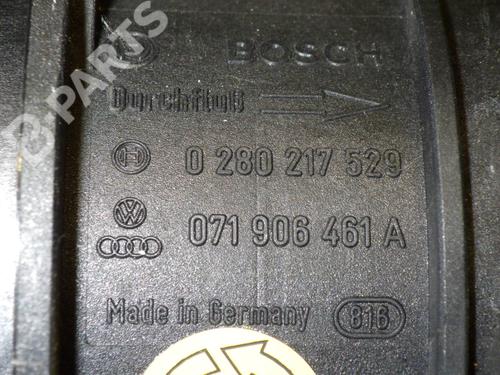 BOSCH
Durchfluß
0 280 217 529
071 906 461 A
Made in Germany 816
B-PARTS